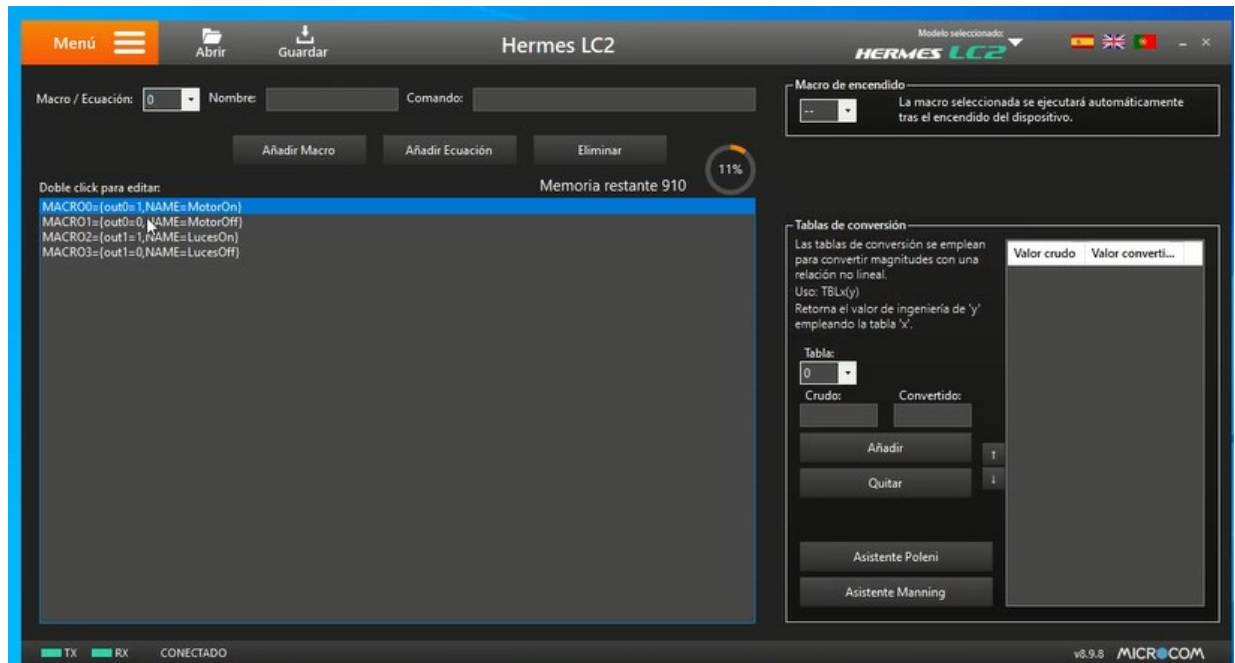 Menú
Abrir
Guardar
Hermes LC2
Modelo seleccionado:
HERMES LC2
Macro / Ecuación: 0 Nombre: Comando:
Añadir Macro Añadir Ecuación Eliminar
Doble click para editar:
Memoria restante 910
11%
MACRO0={out0=1,NAME=MotorOn}
MACRO1={out0=0,NAME=MotorOff}
MACRO2={out1=1,NAME=LucesOn}
MACRO3={out1=0,NAME=LucesOff}
Macro de encendido
--
La macro seleccionada se ejecutará automáticamente
tras el encendido del dispositivo.
Tablas de conversión
Las tablas de conversión se emplean
para convertir magnitudes con una
relación no lineal.
Uso: TBLx(y)
Retorna el valor de ingeniería de 'y'
empleando la tabla 'x'.
Valor crudo Valor converti...
Tabla:
0
Crudo: Convertido:
Añadir
↑
Quitar
↓
Asistente Poleni
Asistente Manning
TX RX CONECTADO
v8.9.8 MICROCOM